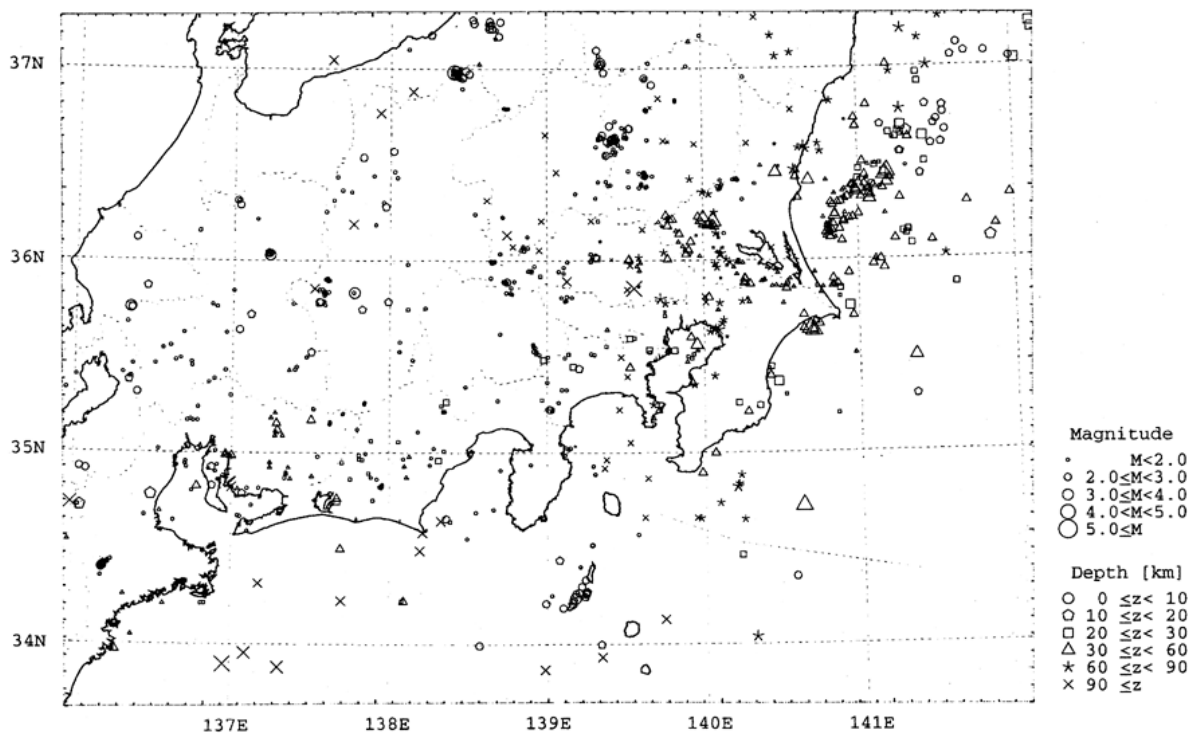 37N
36N
35N
34N
137E 138E 139E 140E 141E
Magnitude
M<2.0
2.0≤M<3.0
3.0≤M<4.0
4.0<M<5.0
5.0≤M
Depth [km]
0 ≤z< 10
10 ≤z< 20
20 ≤z< 30
30 ≤z< 60
60 ≤z< 90
90 ≤z